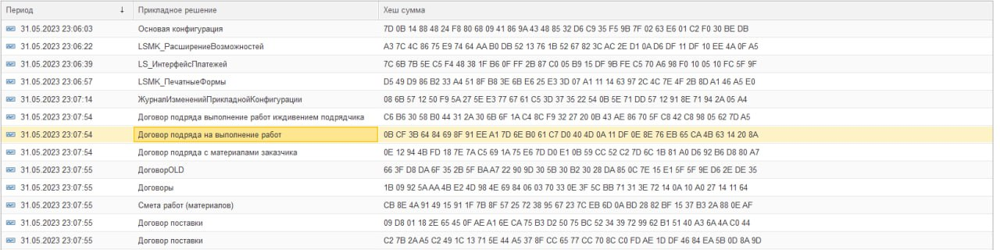 Период ↓ Прикладное решение Хеш сумма
31.05.2023 23:06:03 Основная конфигурация 7D 0B 14 88 48 24 F8 80 68 09 41 86 9A 43 48 85 32 D6 C9 35 F5 9B 7F 02 63 E6 01 C2 F0 30 BE DB
31.05.2023 23:06:22 LSMK_РасширениеВозможностей A3 7C 4C 86 75 E9 74 64 AA B0 DB 52 13 76 1B 52 67 82 3C AC 2E D1 0A D6 DF 11 DF 10 EE 4A 0F A5
31.05.2023 23:06:39 LS_ИнтерфейсПлатежей 7C 6B 7B 5E C5 F4 48 38 1F B6 0F FF 2B 87 C0 05 B9 15 DF 9B FE C5 70 A6 98 F0 10 05 10 FC 5F 9F
31.05.2023 23:06:57 LSMK_ПечатныеФормы D5 49 D9 86 B2 33 A4 51 8F B8 3E 6B E6 25 E3 3D 07 A1 11 14 63 97 2C 4C 7E 4F 2B 8D A1 46 A5 E0
31.05.2023 23:07:14 ЖурналИзмененийПрикладнойКонфигурации 08 6B 57 12 50 F9 5A 27 5E E3 77 67 61 C5 3D 37 35 22 54 0B 5E 71 DD 57 12 91 8E 71 94 2A 05 A4
31.05.2023 23:07:54 Договор подряда выполнение работ иждивением подрядчика C6 B6 30 58 B0 44 31 2A 30 6B 6F 1A C4 8C F9 32 27 20 0B 43 AE 86 70 5F C8 42 C8 98 05 62 7D A5
31.05.2023 23:07:54 Договор подряда на выполнение работ 0B CF 3B 64 84 69 8F 91 EE A1 7D 6E B0 61 C7 D0 40 4D 0A 11 DF 0E 8E 76 EB 65 CA 4B 63 14 20 8A
31.05.2023 23:07:54 Договор подряда с материалами заказчика 0E 12 94 4B FD 18 7E 7A C5 69 1A 75 E6 7D D0 E1 0B 59 CC 52 C2 7D 6C 1B 81 A0 D6 92 B6 D8 80 A7
31.05.2023 23:07:55 ДоговорOLD 66 3F D8 DA 6F 35 2B 5F BA A7 22 90 9D 30 5B 30 B2 30 28 DA 85 0C 7E 15 E1 5F 5F 9E D6 2E DE 35
31.05.2023 23:07:55 Договоры 1B 09 92 5A AA 4B E2 4D 98 4E 69 84 06 03 70 33 0E 3F 5C BB 71 31 3E 72 14 0A 10 A0 27 14 11 64
31.05.2023 23:07:55 Смета работ (материалов) CB 8E 4A 91 49 15 91 1F 7B 8F 57 25 72 38 95 67 23 7C EB 6D 0A BD 28 82 BF 15 37 B3 2A 88 0E AF
31.05.2023 23:07:55 Договор поставки 09 D8 01 18 2E 65 45 0F AE A1 6E CA 75 B3 D2 50 75 BC 52 34 39 72 99 62 B1 51 40 A3 6A 4A C0 44
31.05.2023 23:07:55 Договор поставки C2 7B 2A A5 C2 49 1C 13 71 5E 44 A5 37 8F CC 65 77 CC 70 8C C0 FD AE 1D DF 46 84 EA 5B 0D 8A 9D